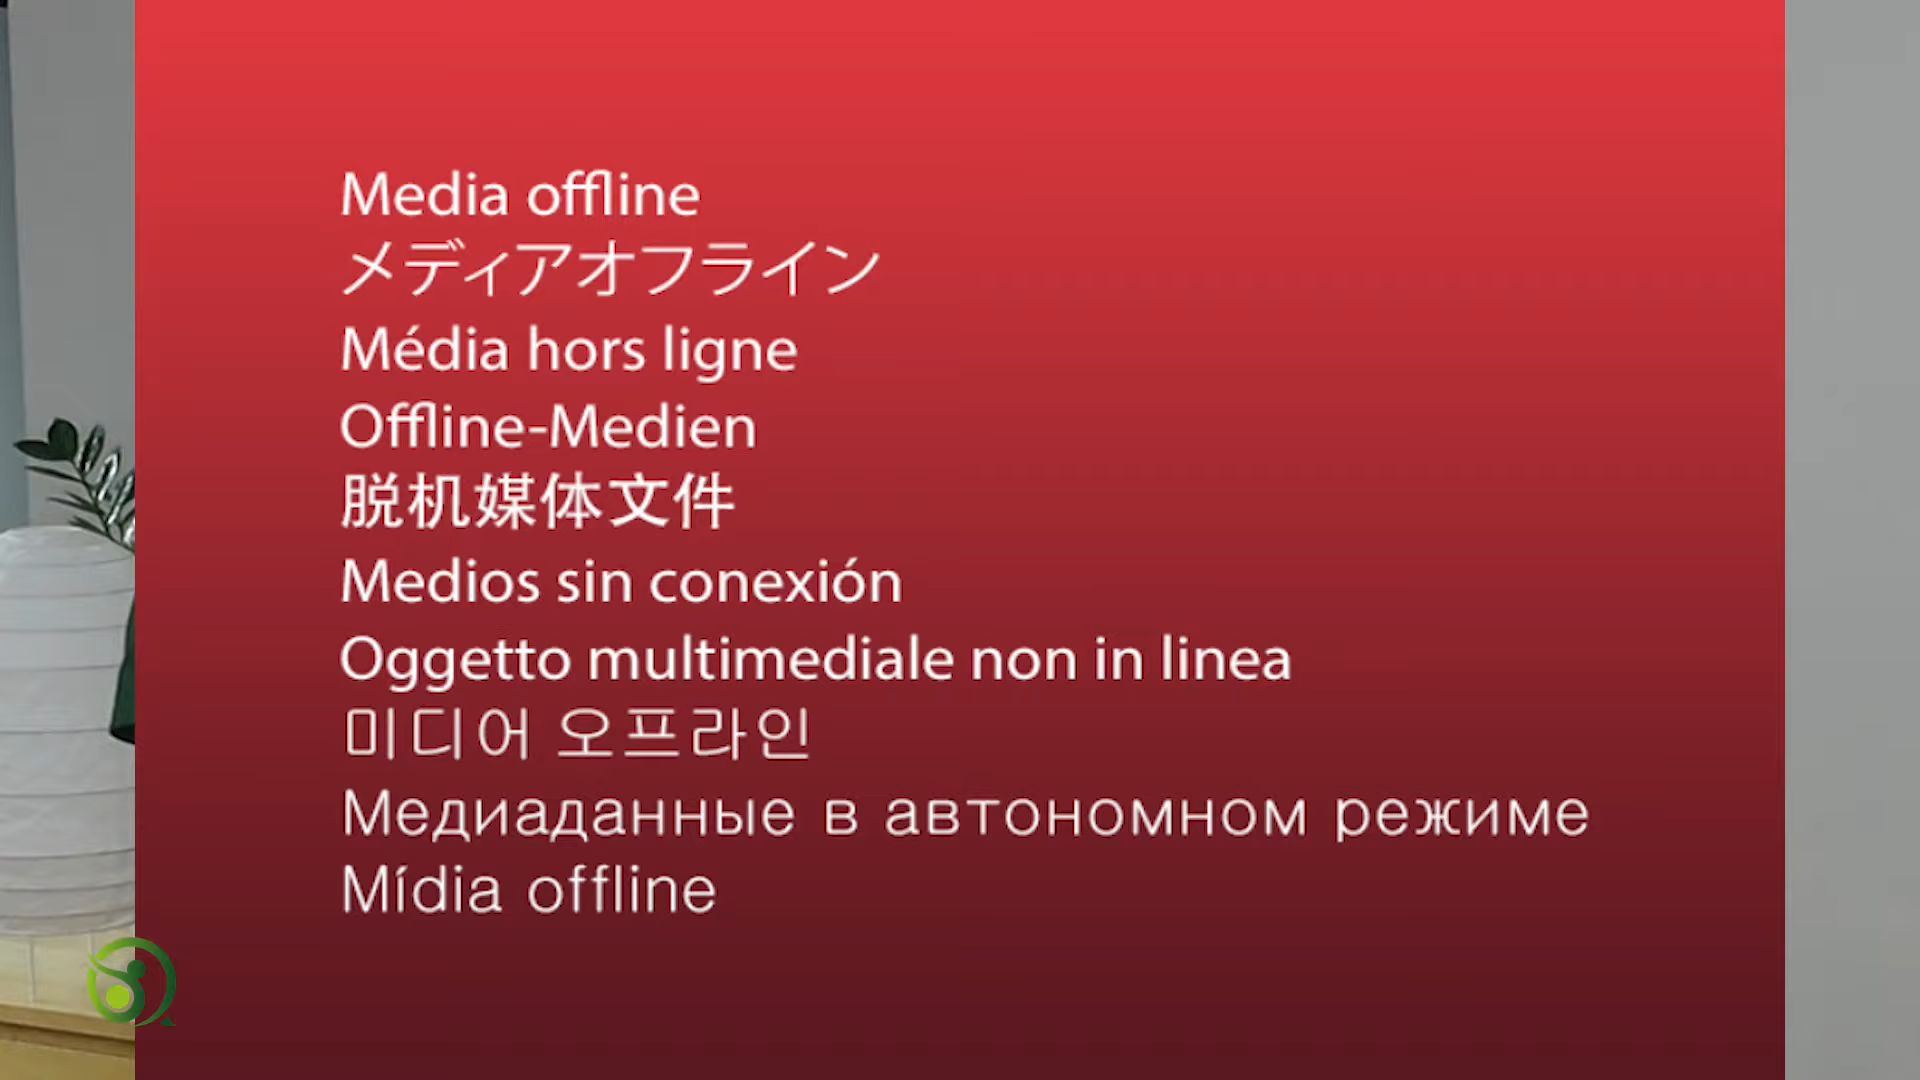 Media offline
メディアオフライン
Média hors ligne
Offline-Medien
脱机媒体文件
Medios sin conexión
Oggetto multimediale non in linea
미디어 오프라인
Медиаданные в автономном режиме
Mídia offline